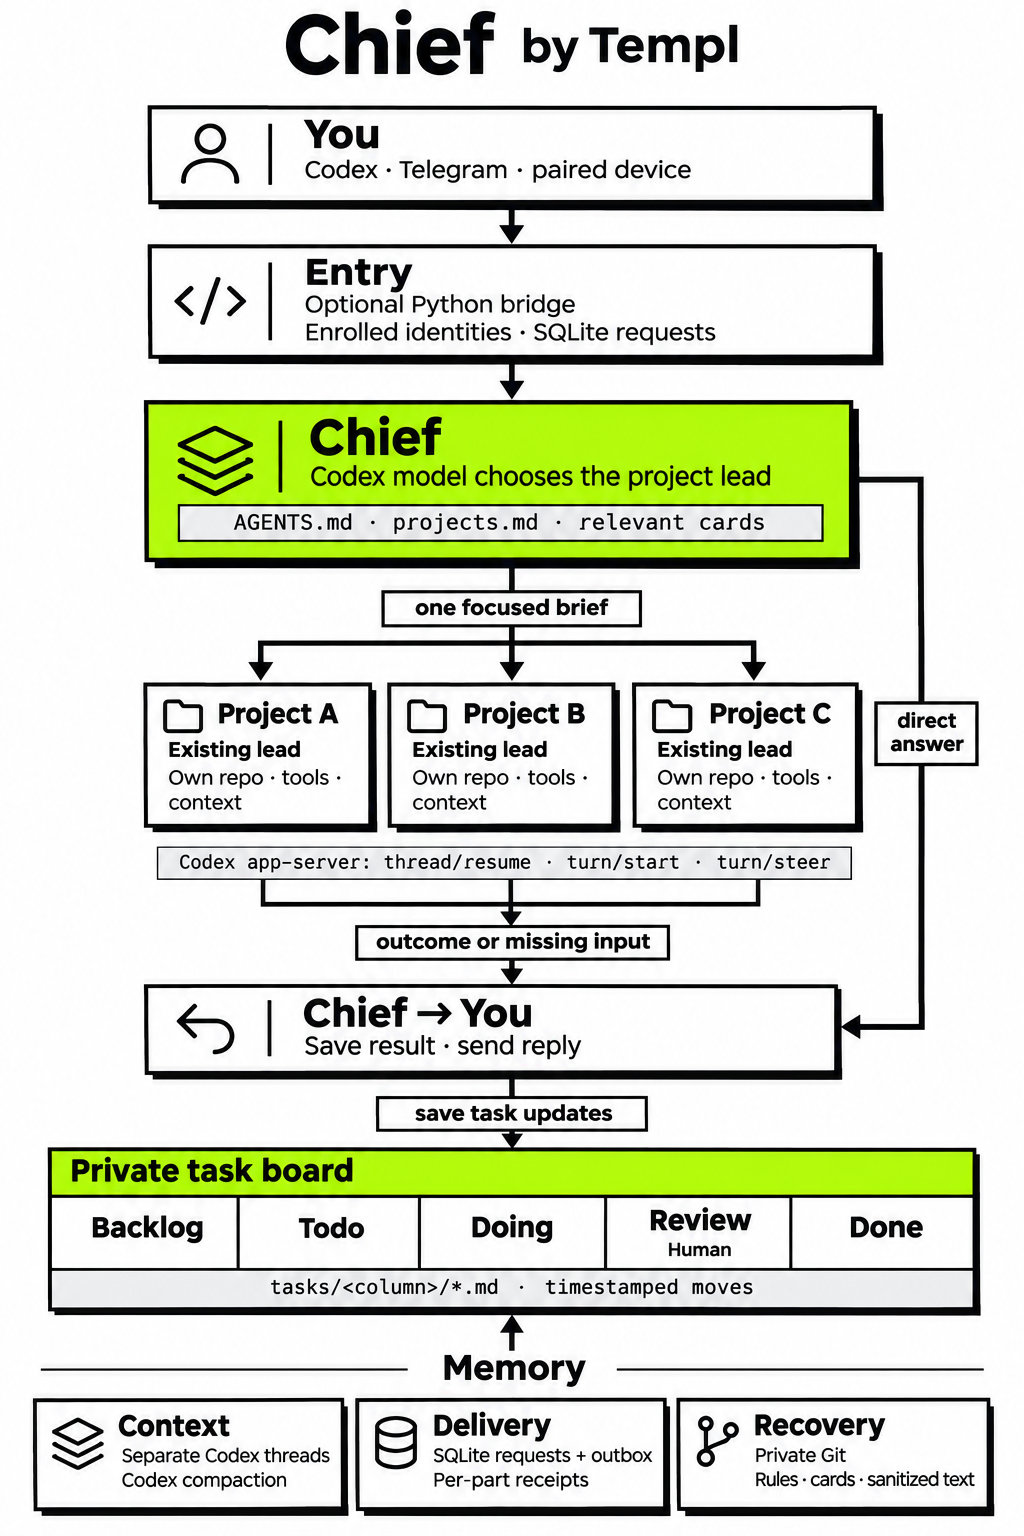 Chief by Templ
You
Codex · Telegram · paired device
</>
Entry
Optional Python bridge
Enrolled identities · SQLite requests
Chief
Codex model chooses the project lead
AGENTS.md · projects.md · relevant cards
one focused brief
Project A
Existing lead
Own repo · tools ·
context
Project B
Existing lead
Own repo · tools ·
context
Project C
Existing lead
Own repo · tools ·
context
direct
answer
Codex app-server: thread/resume · turn/start · turn/steer
outcome or missing input
Chief → You
Save result · send reply
save task updates
Private task board
Backlog
Todo
Doing
Review
Human
Done
tasks/<column>/*.md · timestamped moves
Memory
Context
Separate Codex threads
Codex compaction
Delivery
SQLite requests + outbox
Per-part receipts
Recovery
Private Git
Rules · cards · sanitized text